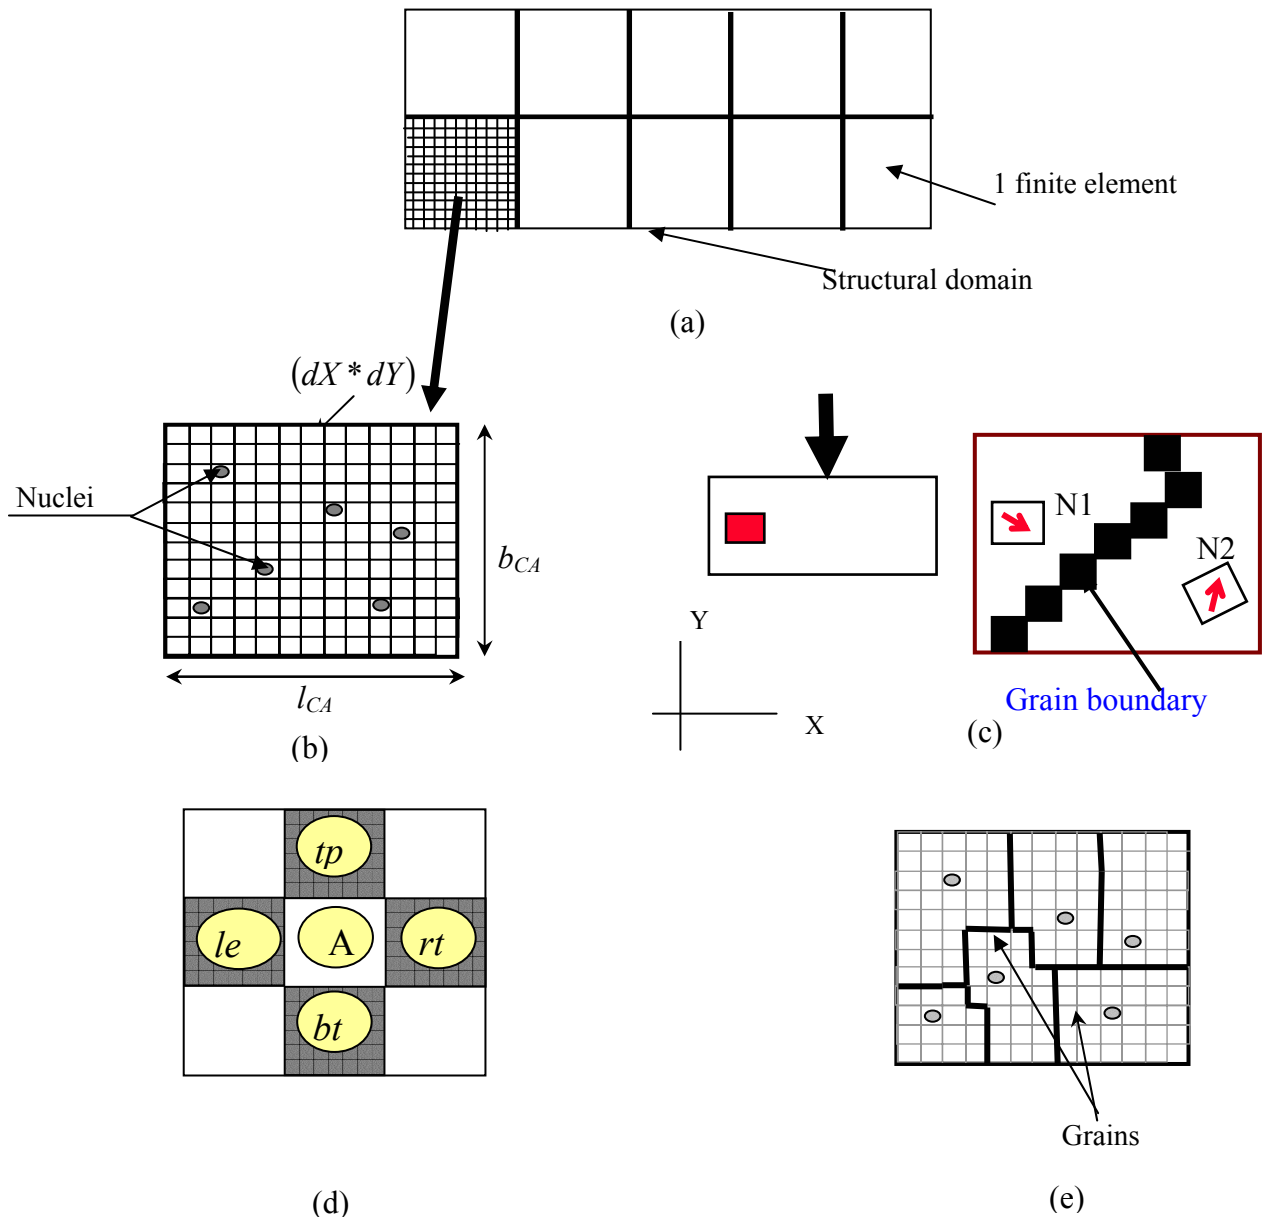 1 finite element
Structural domain
(a)
(dX * dY)
Nuclei
b_CA
l_CA
(b)
N1
N2
Y
X
Grain boundary
(c)
tp
le
A
rt
bt
(d)
Grains
(e)